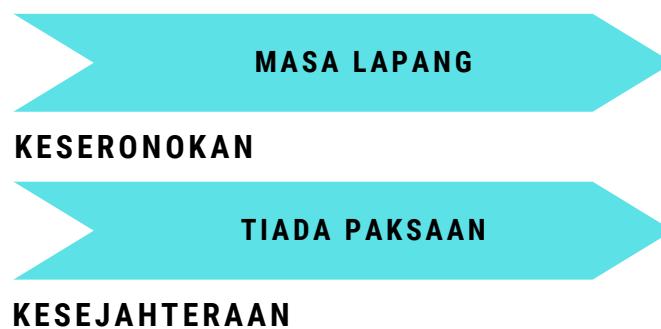 MASA LAPANG
KESERONOKAN
TIADA PAKSAAN
KESEJAHTERAAN